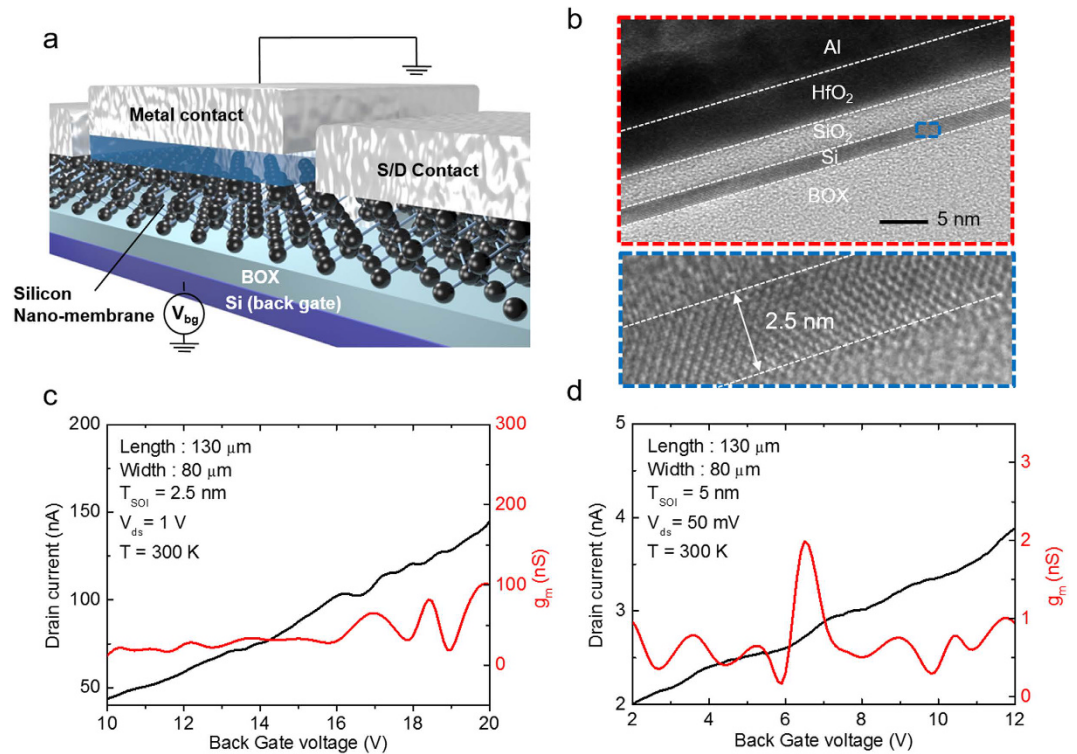 a
Metal contact
S/D Contact
BOX
Si (back gate)
Silicon
Nano-membrane
V_bg
b
Al
HfO₂
SiO₂
Si
BOX
5 nm
2.5 nm
c
Length : 130 μm
Width : 80 μm
T_SOI = 2.5 nm
V_ds = 1 V
T = 300 K
200
150
100
50
Drain current (nA)
300
200
100
0
g_m (nS)
10 12 14 16 18 20
Back Gate voltage (V)
d
Length : 130 μm
Width : 80 μm
T_SOI = 5 nm
V_ds = 50 mV
T = 300 K
5
4
3
2
Drain current (nA)
3
2
1
0
g_m (nS)
2 4 6 8 10 12
Back Gate voltage (V)